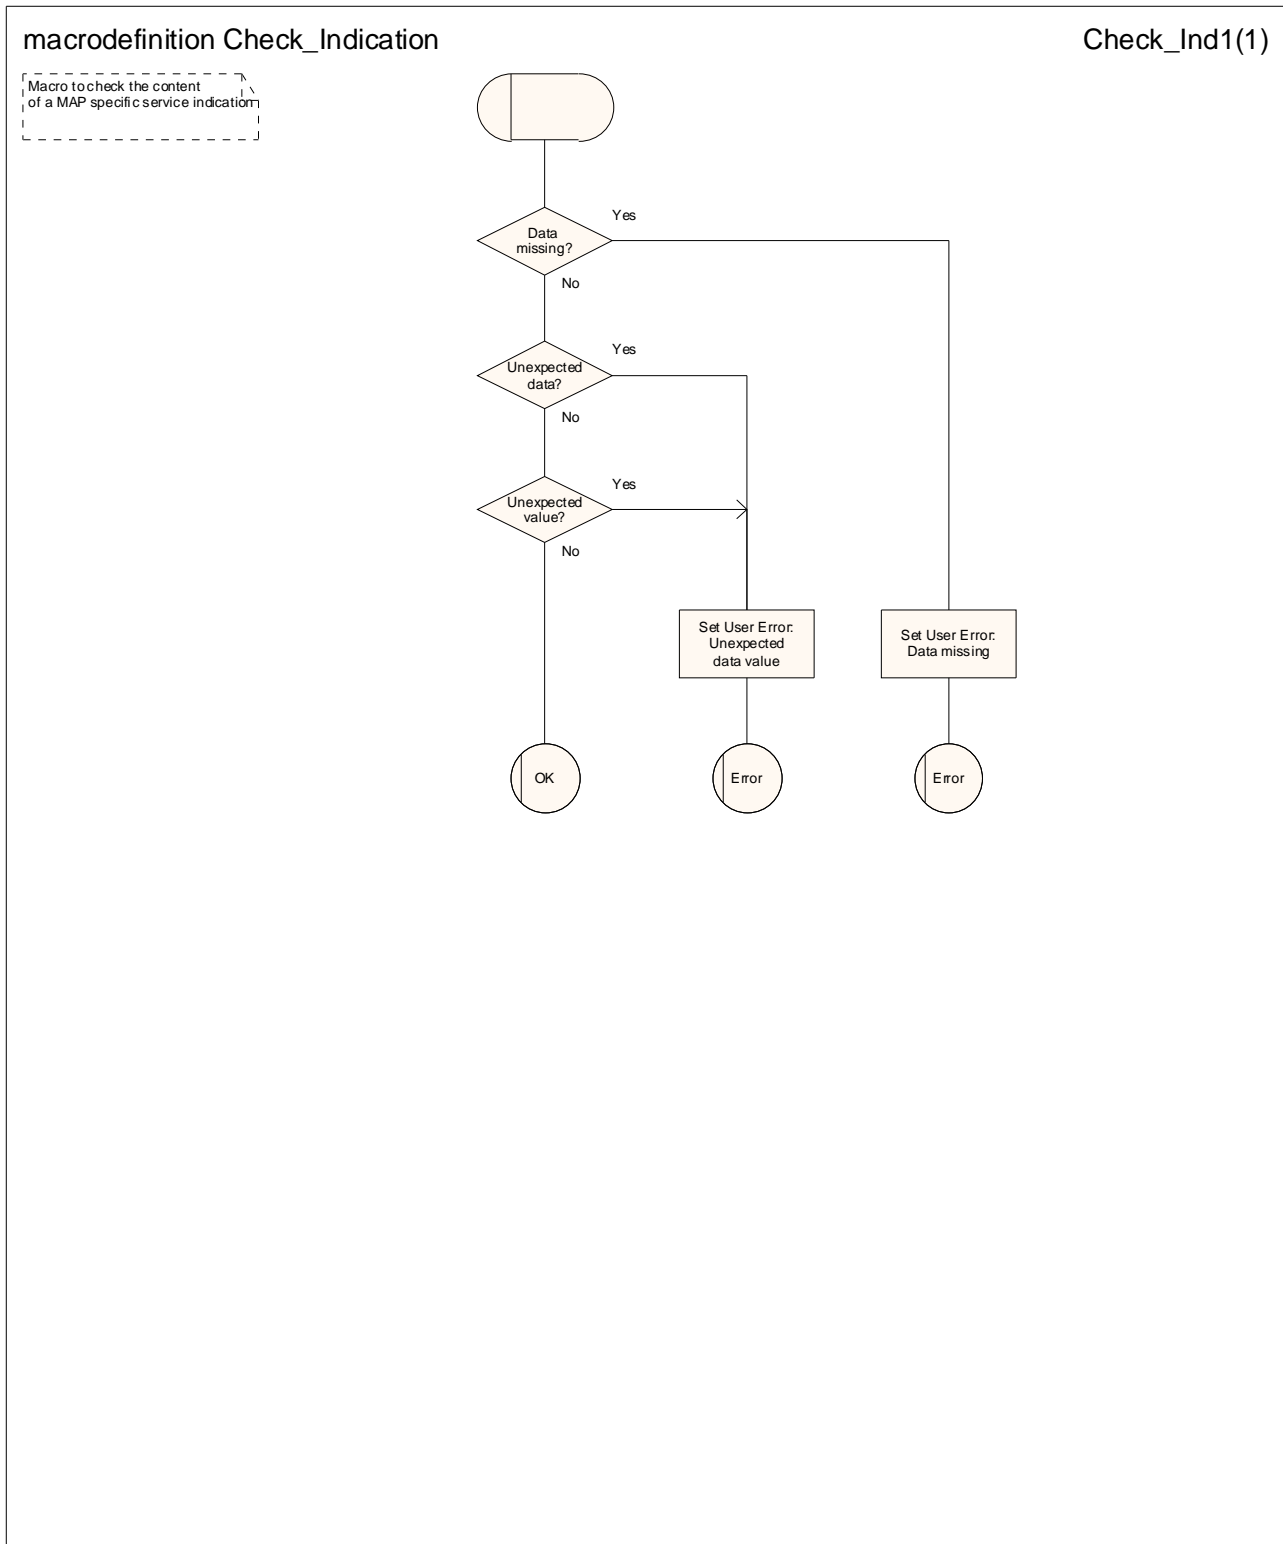 macrodefinition Check_Indication
Check_Ind1(1)
Macro to check the content
of a MAP specific service indication
Yes
Data
missing?
No
Yes
Unexpected
data?
No
Yes
Unexpected
value?
No
Set User Error:
Unexpected
data value
Set User Error:
Data missing
OK
Error
Error